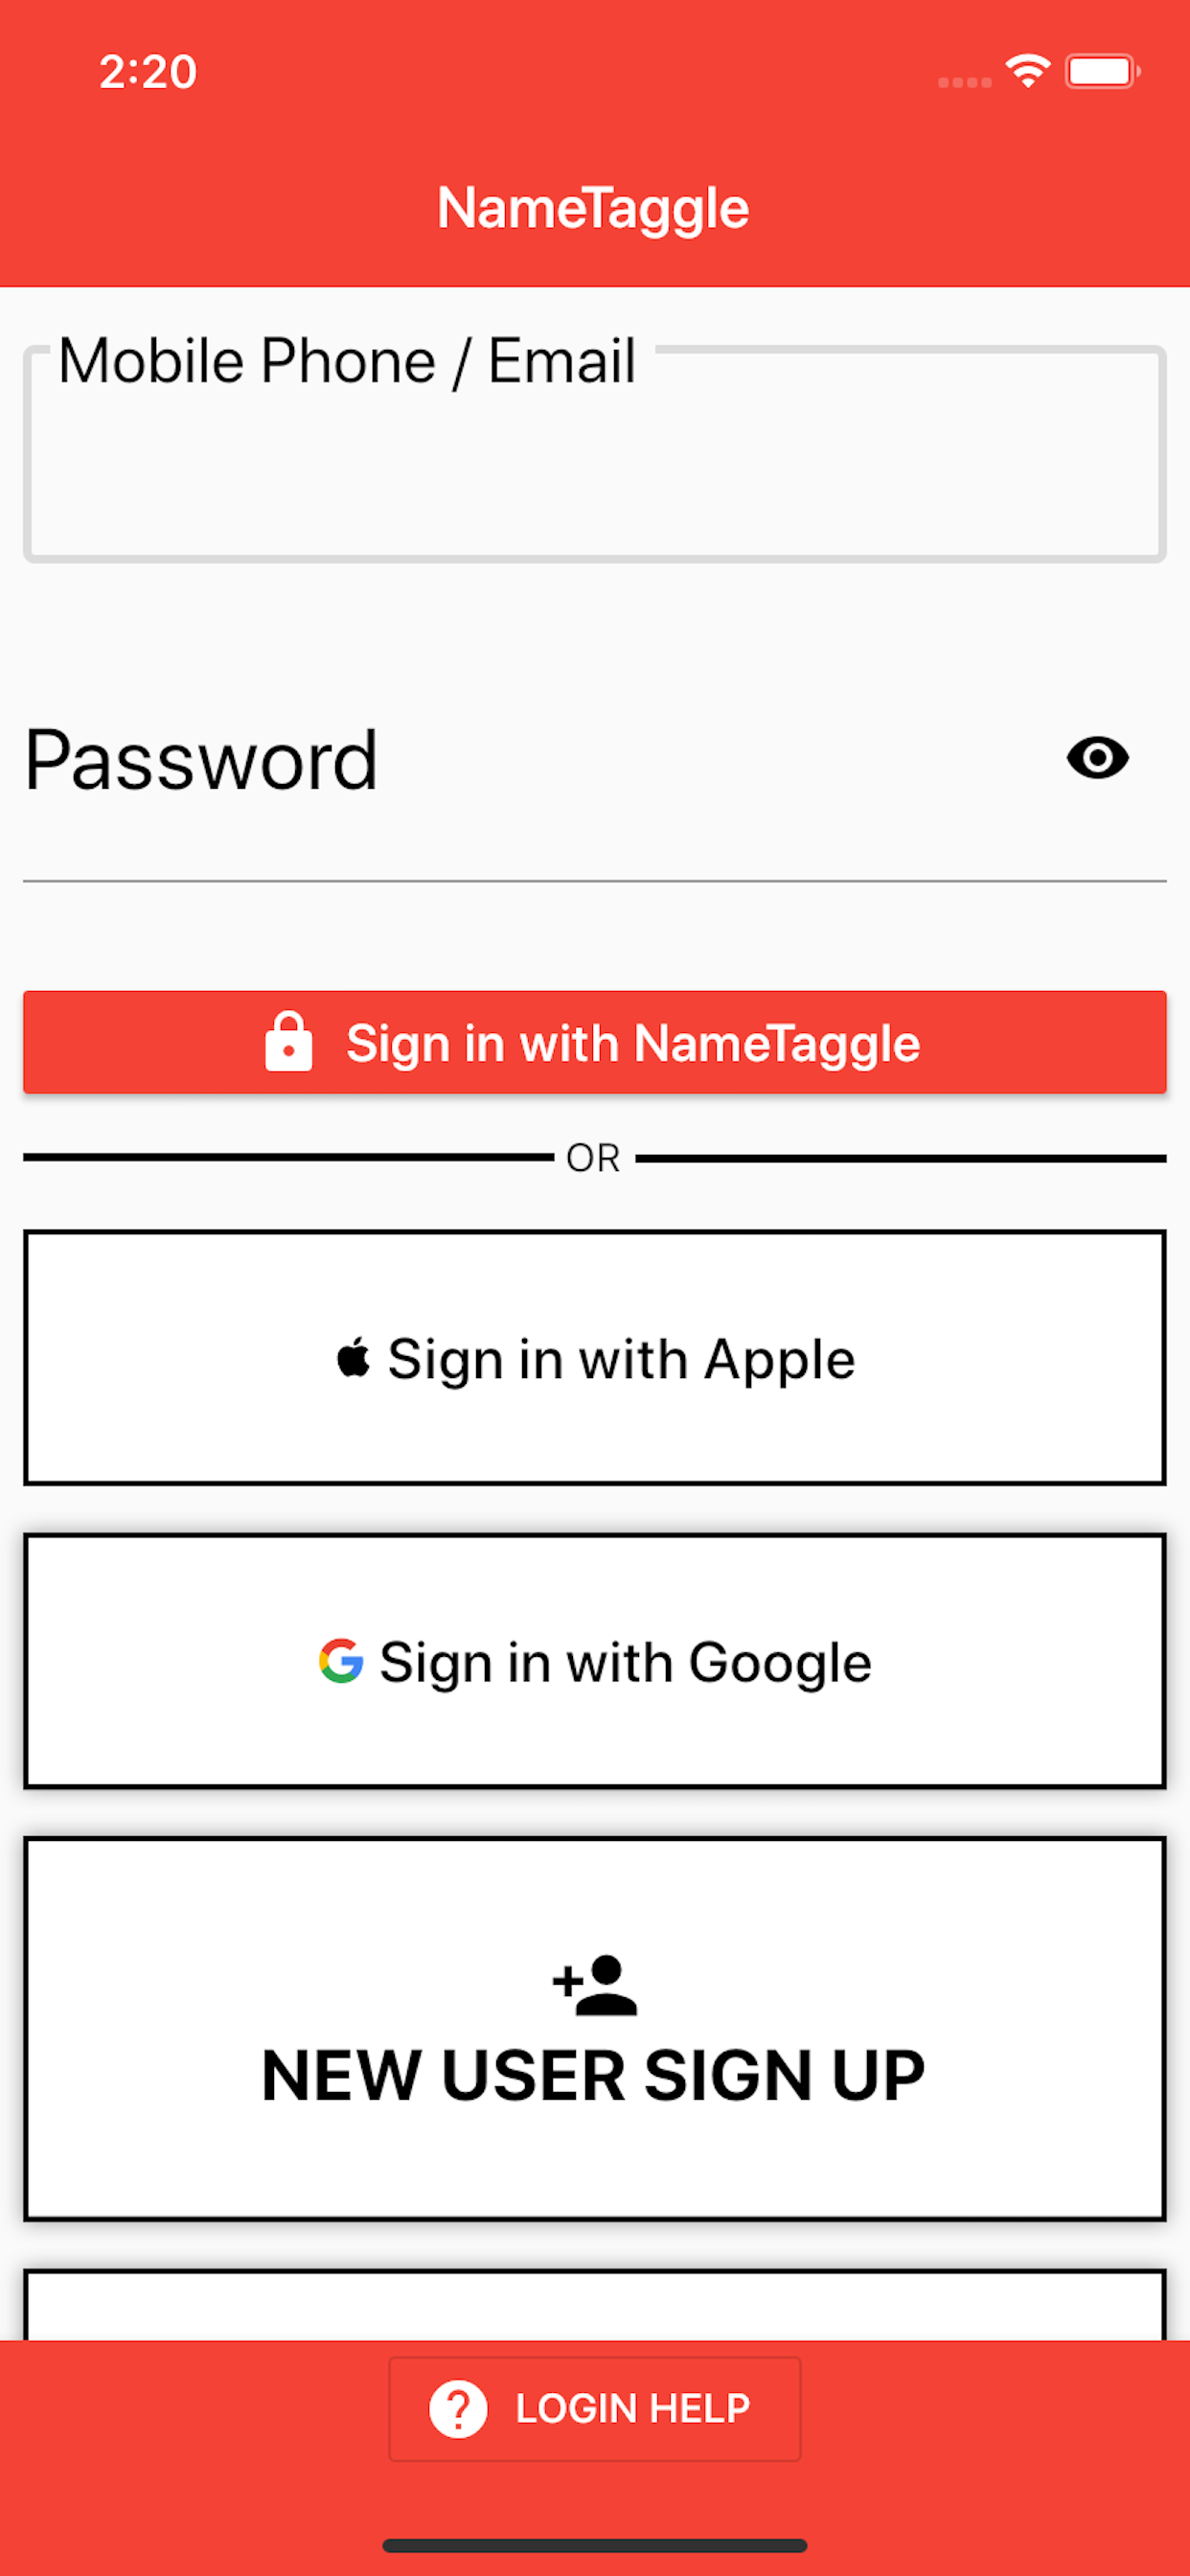 2:20
NameTaggle
Mobile Phone / Email
Password
Sign in with NameTaggle
OR
Sign in with Apple
Sign in with Google
NEW USER SIGN UP
LOGIN HELP